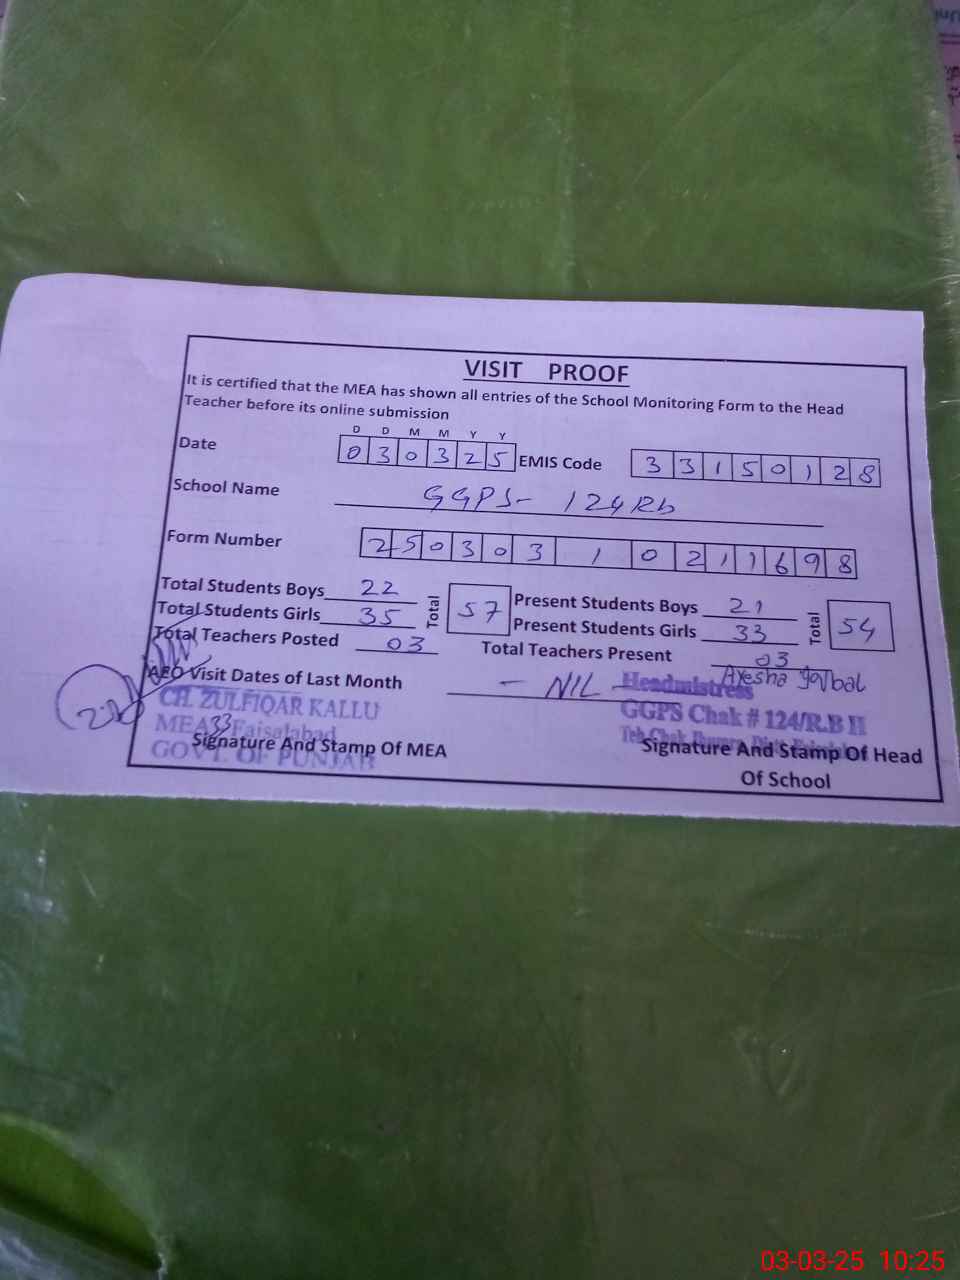 VISIT PROOF
It is certified that the MEA has shown all entries of the School Monitoring Form to the Head
Teacher before its online submission
D D M M Y Y
Date 0 3 0 3 2 5 EMIS Code 3 3 1 5 0 1 2 8
School Name GGPS- 124Rb
Form Number 2 5 0 3 0 3 1 0 2 1 1 6 9 8
Total Students Boys 22 Total 57 Present Students Boys 21 Total 54
Total Students Girls 35 Present Students Girls 33
Total Teachers Posted 03 Total Teachers Present 03
AEO Visit Dates of Last Month - NIL - Ayesha
Headmistress
CH. ZULFIQAR KALLU GGPS Chak # 124/R.B II
MEA 33 Faisalabad
GOVT. OF PUNJAB
Signature And Stamp Of MEA Signature And Stamp Of Head
Of School
03-03-25 10:25